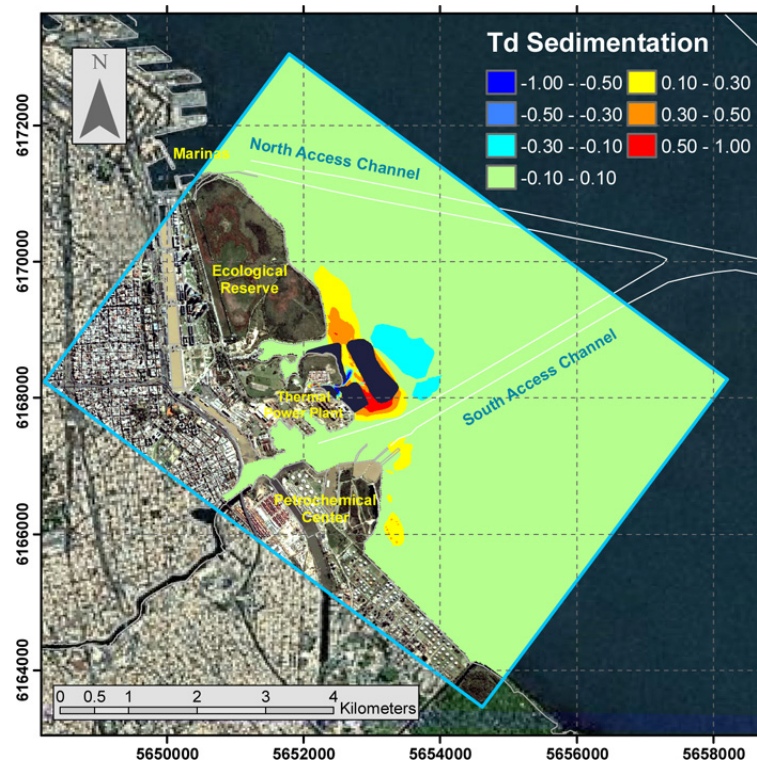 Td Sedimentation
-1.00 - -0.50
-0.50 - -0.30
-0.30 - -0.10
-0.10 - 0.10
0.10 - 0.30
0.30 - 0.50
0.50 - 1.00
N
Marinas
North Access Channel
Ecological
Reserve
South Access Channel
Thermal
Power Plant
Petrochemical
Center
6172000
6170000
6168000
6166000
6164000
0 0.5 1 2 3 4
Kilometers
5650000 5652000 5654000 5656000 5658000